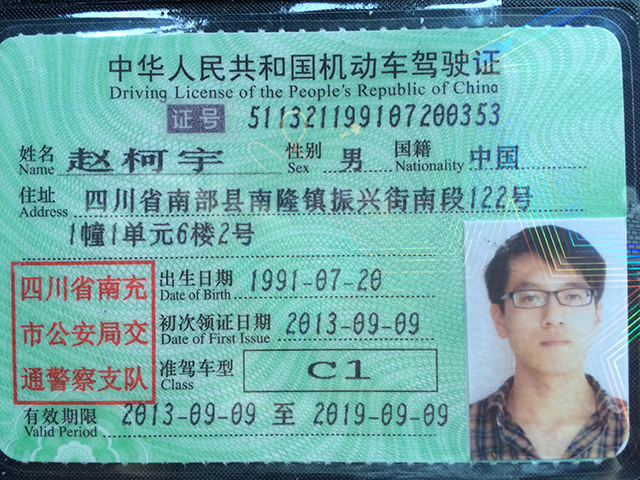 中华人民共和国机动车驾驶证
Driving License of the People's Republic of China
证号 511321199107200353
姓名 赵柯宇 性别 男 国籍 中国
Name Sex Nationality
住址 四川省南部县南隆镇振兴街南段122号
Address
1幢1单元6楼2号
四川省南充
市公安局交
通警察支队
出生日期 1991-07-20
Date of Birth
初次领证日期 2013-09-09
Date of First Issue
准驾车型 C1
Class
有效期限 2013-09-09 至 2019-09-09
Valid Period